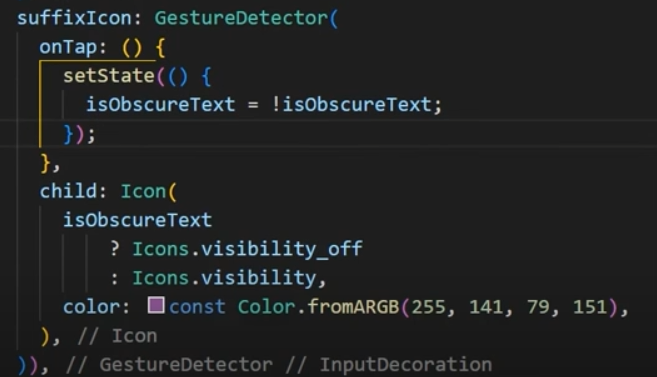 suffixIcon: GestureDetector(
onTap: () {
setState(() {
isObscureText = !isObscureText;
});
},
child: Icon(
isObscureText
? Icons.visibility_off
: Icons.visibility,
color: const Color.fromARGB(255, 141, 79, 151),
), // Icon
)), // GestureDetector // InputDecoration